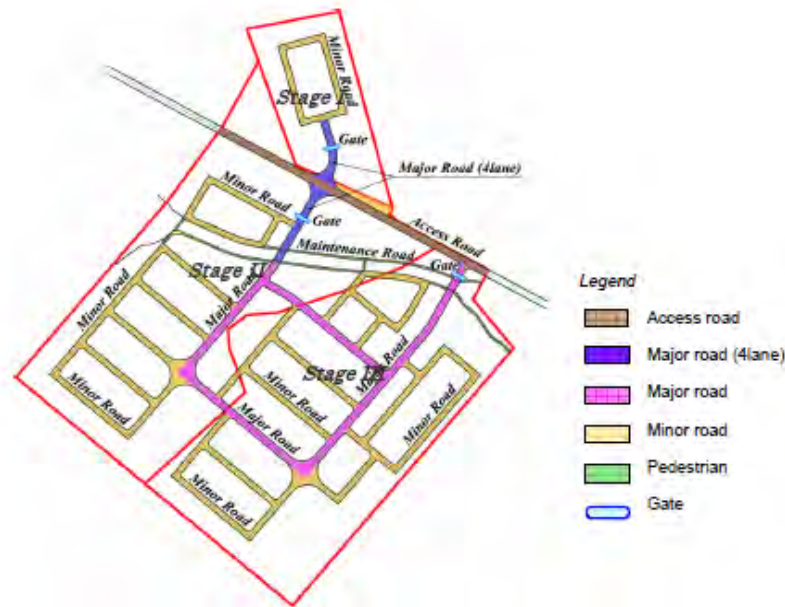 Minor Road
Stage I
Gate
Major Road (4lane)
Minor Road
Gate
Access Road
Maintenance Road
Gate
Stage II
Major Road
Minor Road
Major Road
Stage III
Minor Road
Minor Road
Major Road
Minor Road
Minor Road
Legend
Access road
Major road (4lane)
Major road
Minor road
Pedestrian
Gate